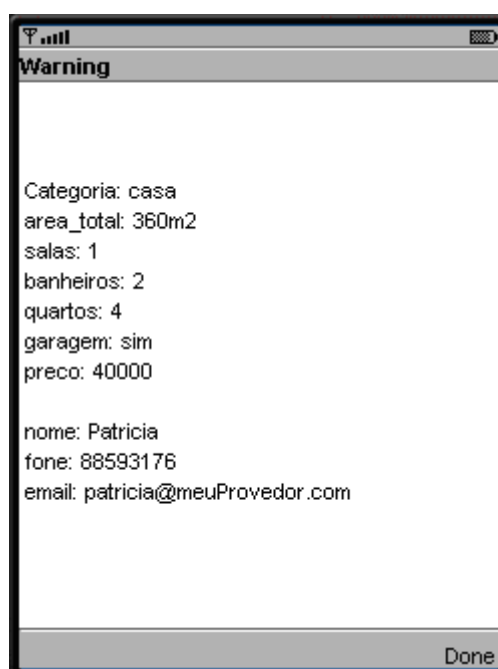 Warning
Categoria: casa
area_total: 360m2
salas: 1
banheiros: 2
quartos: 4
garagem: sim
preco: 40000
nome: Patricia
fone: 88593176
email: patricia@meuProvedor.com
Done